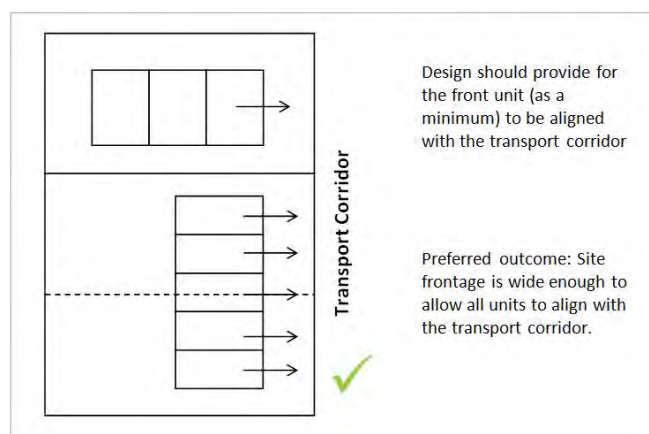 Design should provide for
the front unit (as a
minimum) to be aligned
with the transport corridor
Transport Corridor
Preferred outcome: Site
frontage is wide enough to
allow all units to align with
the transport corridor.